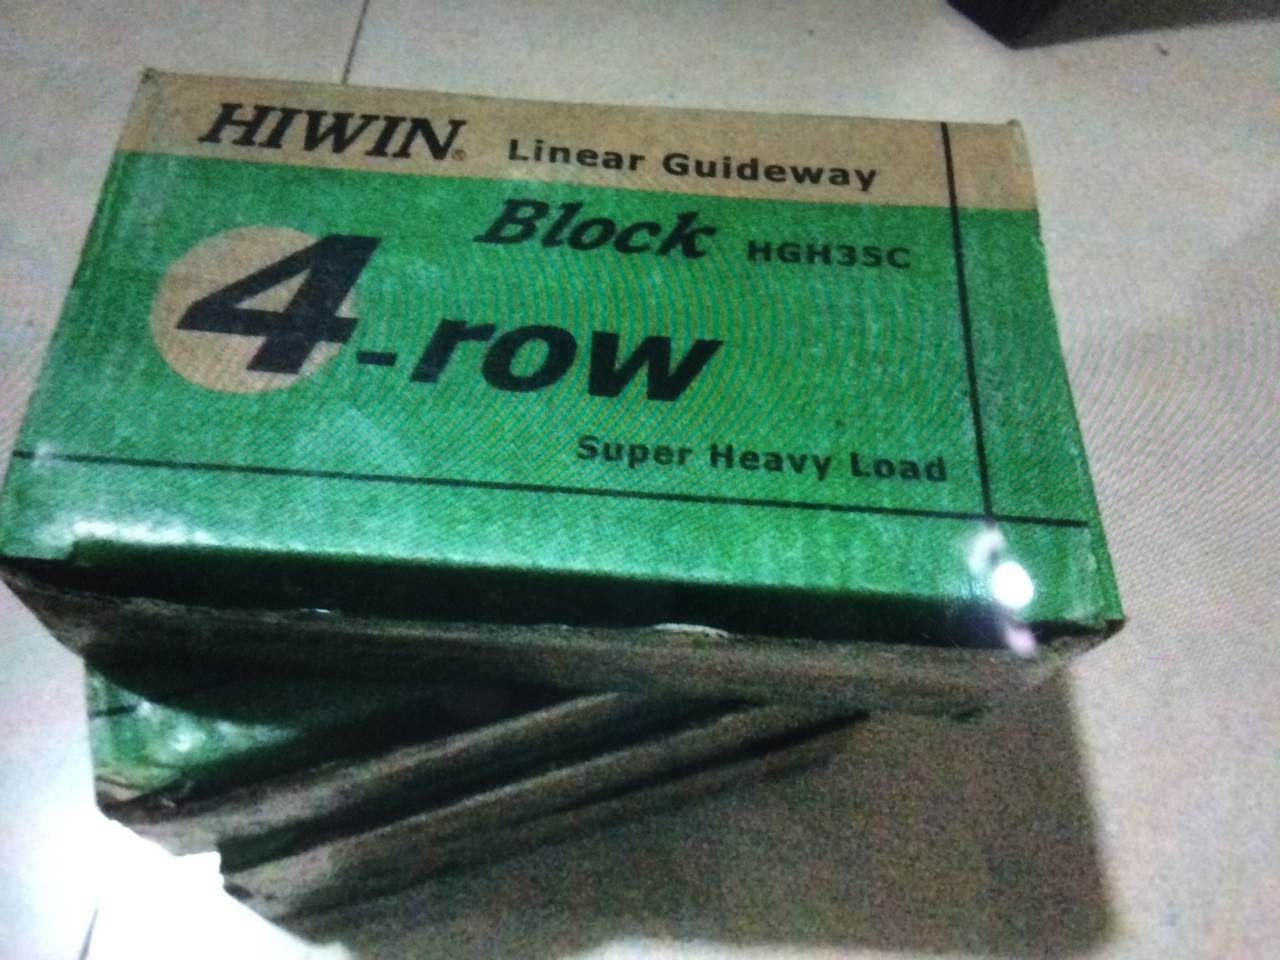 HIWIN® Linear Guideway
Block HGH35C
4-row
Super Heavy Load